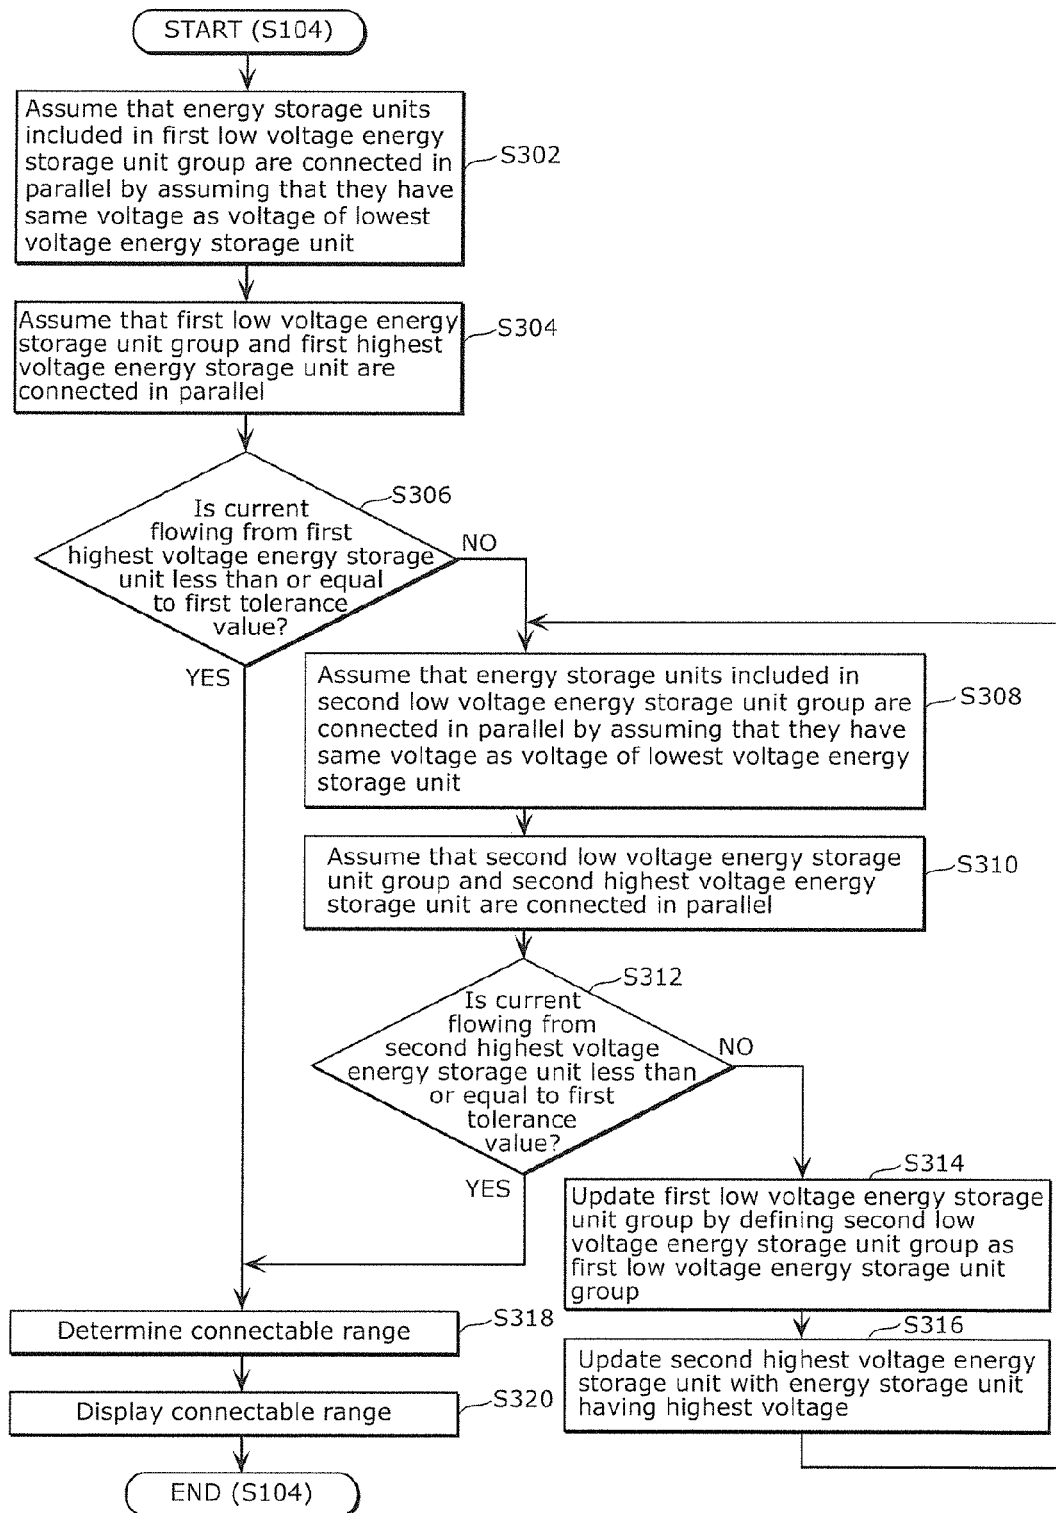 START (S104)
Assume that energy storage units
included in first low voltage energy
storage unit group are connected in
parallel by assuming that they have
same voltage as voltage of lowest
voltage energy storage unit
S302
Assume that first low voltage energy
storage unit group and first highest
voltage energy storage unit are
connected in parallel
S304
Is current
flowing from first
highest voltage energy storage
unit less than or equal
to first tolerance
value?
S306
NO
YES
Assume that energy storage units included in
second low voltage energy storage unit group are
connected in parallel by assuming that they have
same voltage as voltage of lowest voltage energy
storage unit
S308
Assume that second low voltage energy storage
unit group and second highest voltage energy
storage unit are connected in parallel
S310
Is current
flowing from
second highest voltage
energy storage unit less than
or equal to first
tolerance
value?
S312
NO
YES
S314
Update first low voltage energy storage
unit group by defining second low
voltage energy storage unit group as
first low voltage energy storage unit
group
S316
Update second highest voltage energy
storage unit with energy storage unit
having highest voltage
Determine connectable range
S318
Display connectable range
S320
END (S104)